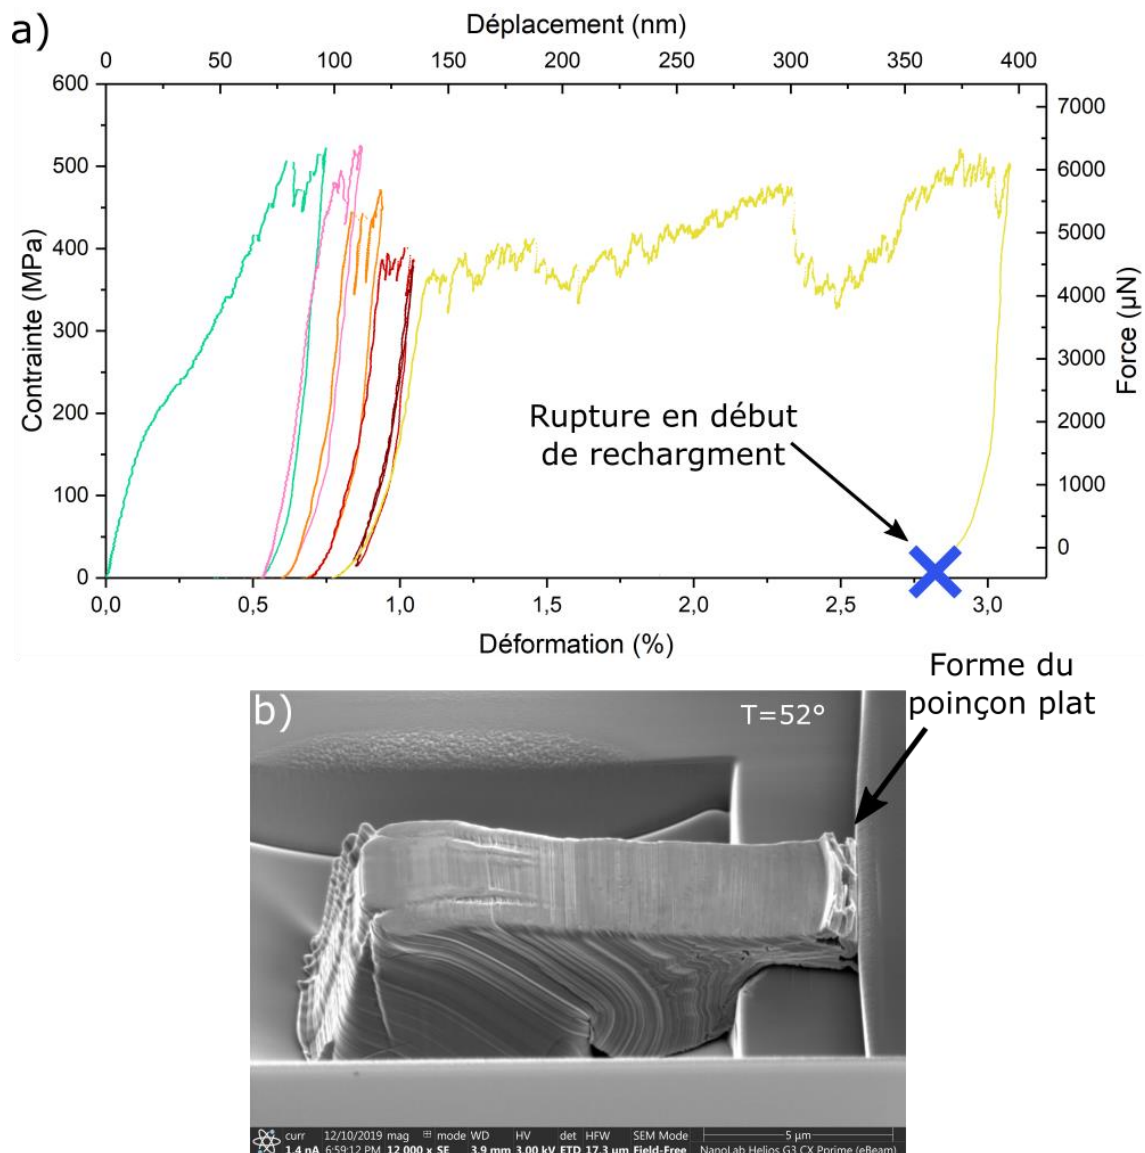 a)
Déplacement (nm)
0 50 100 150 200 250 300 350 400
600
500
400
300
200
100
0
Contrainte (MPa)
7000
6000
5000
4000
3000
2000
1000
0
Force (µN)
Rupture en début
de rechargment
0,0 0,5 1,0 1,5 2,0 2,5 3,0
Déformation (%)
Forme du
poinçon plat
b)
T=52°
curr 12/10/2019 mag mode WD HV det HFW SEM Mode 5 µm
1.4 nA 6:59:12 PM 12 000 x SE 3.9 mm 3.00 kV ETD 17.3 µm Field-Free NanoLab Helios G3 CX Pprime (eBeam)